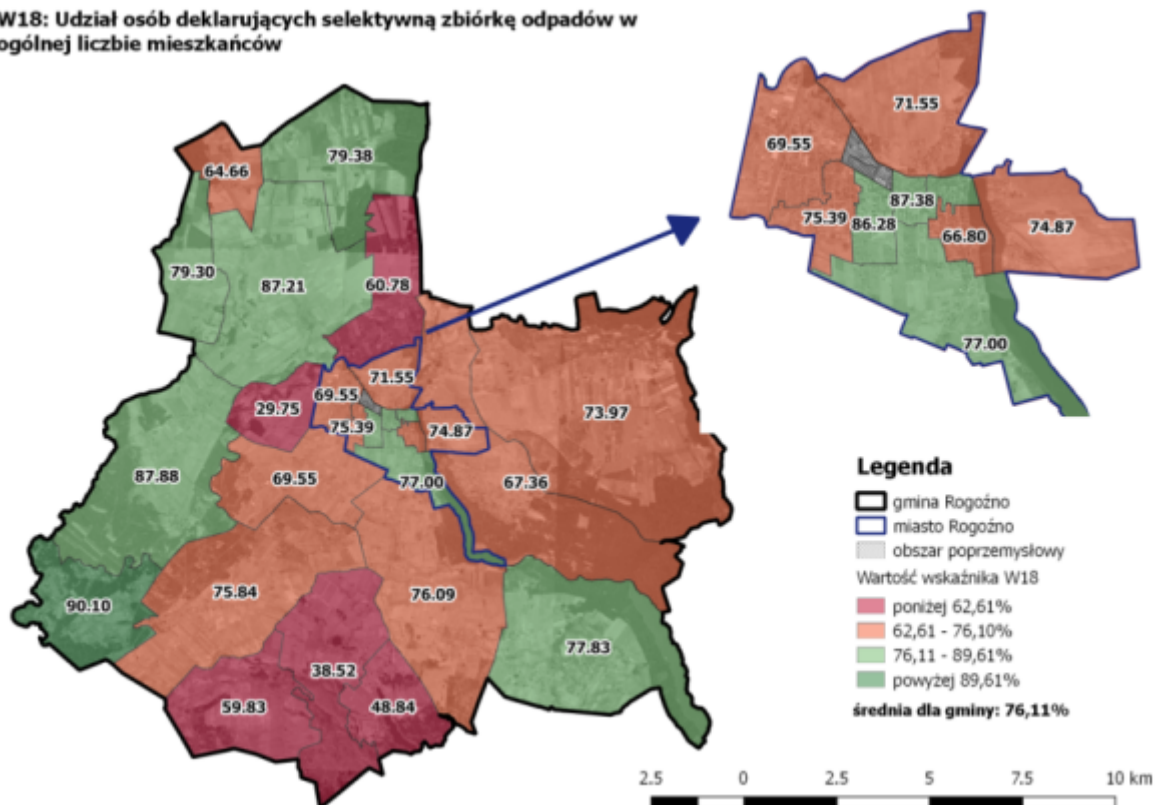 W18: Udział osób deklarujących selektywną zbiórkę odpadów w
ogólnej liczbie mieszkańców
64.66
79.38
79.30
87.21
60.78
29.75
69.55
71.55
75.39
74.87
73.97
87.88
69.55
77.00
67.36
90.10
75.84
76.09
77.83
38.52
59.83
48.84
71.55
69.55
87.38
75.39
86.28
66.80
74.87
77.00
Legenda
gmina Rogoźno
miasto Rogoźno
obszar poprzemysłowy
Wartość wskaźnika W18
poniżej 62,61%
62,61 - 76,10%
76,11 - 89,61%
powyżej 89,61%
średnia dla gminy: 76,11%
2.5 0 2.5 5 7.5 10 km